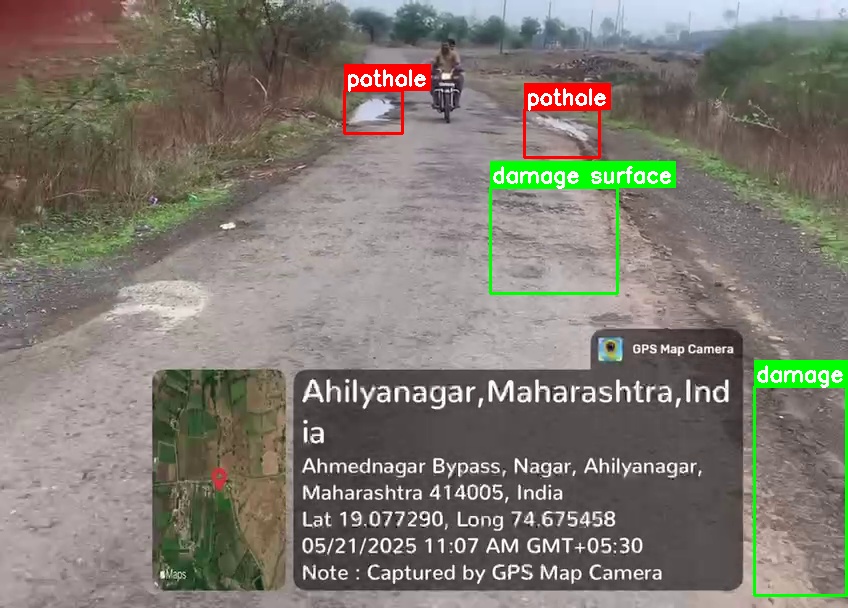 pothole
pothole
damage surface
GPS Map Camera
damage
Ahilyanagar,Maharashtra,Ind
ia
Ahmednagar Bypass, Nagar, Ahilyanagar,
Maharashtra 414005, India
Lat 19.077290, Long 74.675458
05/21/2025 11:07 AM GMT+05:30
Note : Captured by GPS Map Camera
Maps